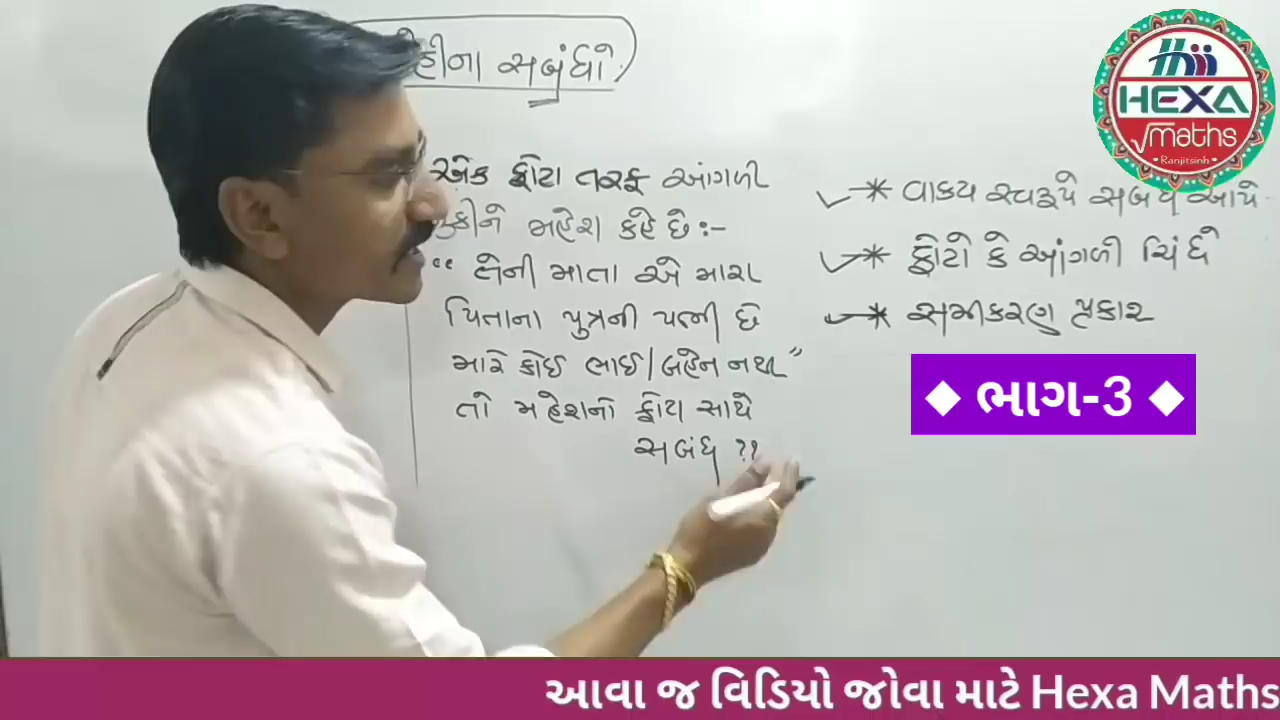 સબંધો
એક ફોટા તરફ આંગળી
મહેશ કહે છે :-
“ તેની માતા એ મારા
પિતાના પુત્રની પત્ની છે
મારે કોઈ ભાઈ/બહેન નથી”
તો મહેશનો ફોટા સાથે
સબંધ ??
* વાક્ય સ્વરૂપે સબંધ આપે
* ફોટો કે આંગળી ચિંધે
* સમીકરણ પ્રકાર
ભાગ-3
HEXA
maths
Ranjitsinh
આવા જ વિડિયો જોવા માટે Hexa Maths